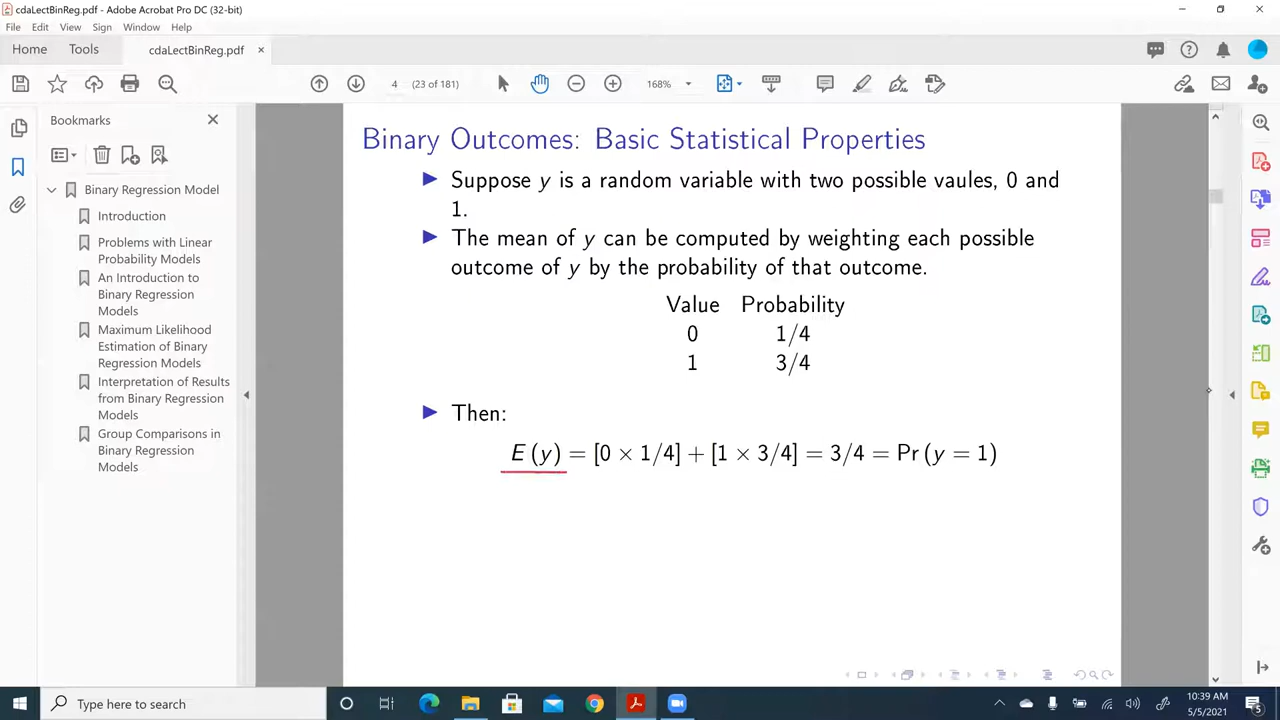 cdaLectBinReg.pdf - Adobe Acrobat Pro DC (32-bit)
File Edit View Sign Window Help
Home Tools cdaLectBinReg.pdf ×
4 (23 of 181) 168%
Bookmarks
Binary Regression Model
Introduction
Problems with Linear
Probability Models
An Introduction to
Binary Regression
Models
Maximum Likelihood
Estimation of Binary
Regression Models
Interpretation of Results
from Binary Regression
Models
Group Comparisons in
Binary Regression
Models
Binary Outcomes: Basic Statistical Properties
Suppose y is a random variable with two possible vaules, 0 and
1.
The mean of y can be computed by weighting each possible
outcome of y by the probability of that outcome.
Value Probability
0 1/4
1 3/4
Then:
E (y) = [0 × 1/4] + [1 × 3/4] = 3/4 = Pr (y = 1)
Type here to search
10:39 AM
5/5/2021
5